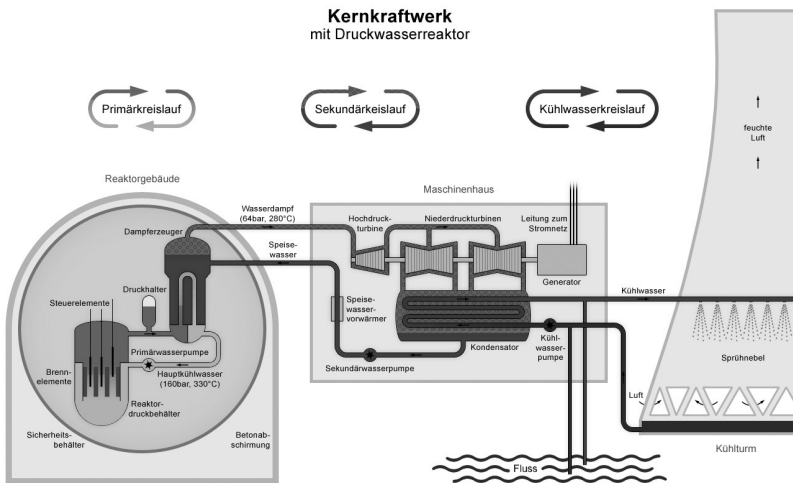 Kernkraftwerk
mit Druckwasserreaktor
Primärkreislauf
Sekundärkeislauf
Kühlwasserkreislauf
feuchte
Luft
Reaktorgebäude
Maschinenhaus
Wasserdampf
(64bar, 280°C)
Hochdruck-
turbine
Niederdruckturbinen
Leitung zum
Stromnetz
Dampferzeuger
Speise-
wasser
Generator
Kühlwasser
Druckhalter
Steuerelemente
Speise-
wasser-
vorwärmer
Primärwasserpumpe
Kondensator
Kühl-
wasser-
pumpe
Sprühnebel
Brenn-
elemente
Hauptkühlwasser
(160bar, 330°C)
Sekundärwasserpumpe
Reaktor-
druckbehälter
Luft
Sicherheits-
behälter
Betonab-
schirmung
Kühlturm
Fluss